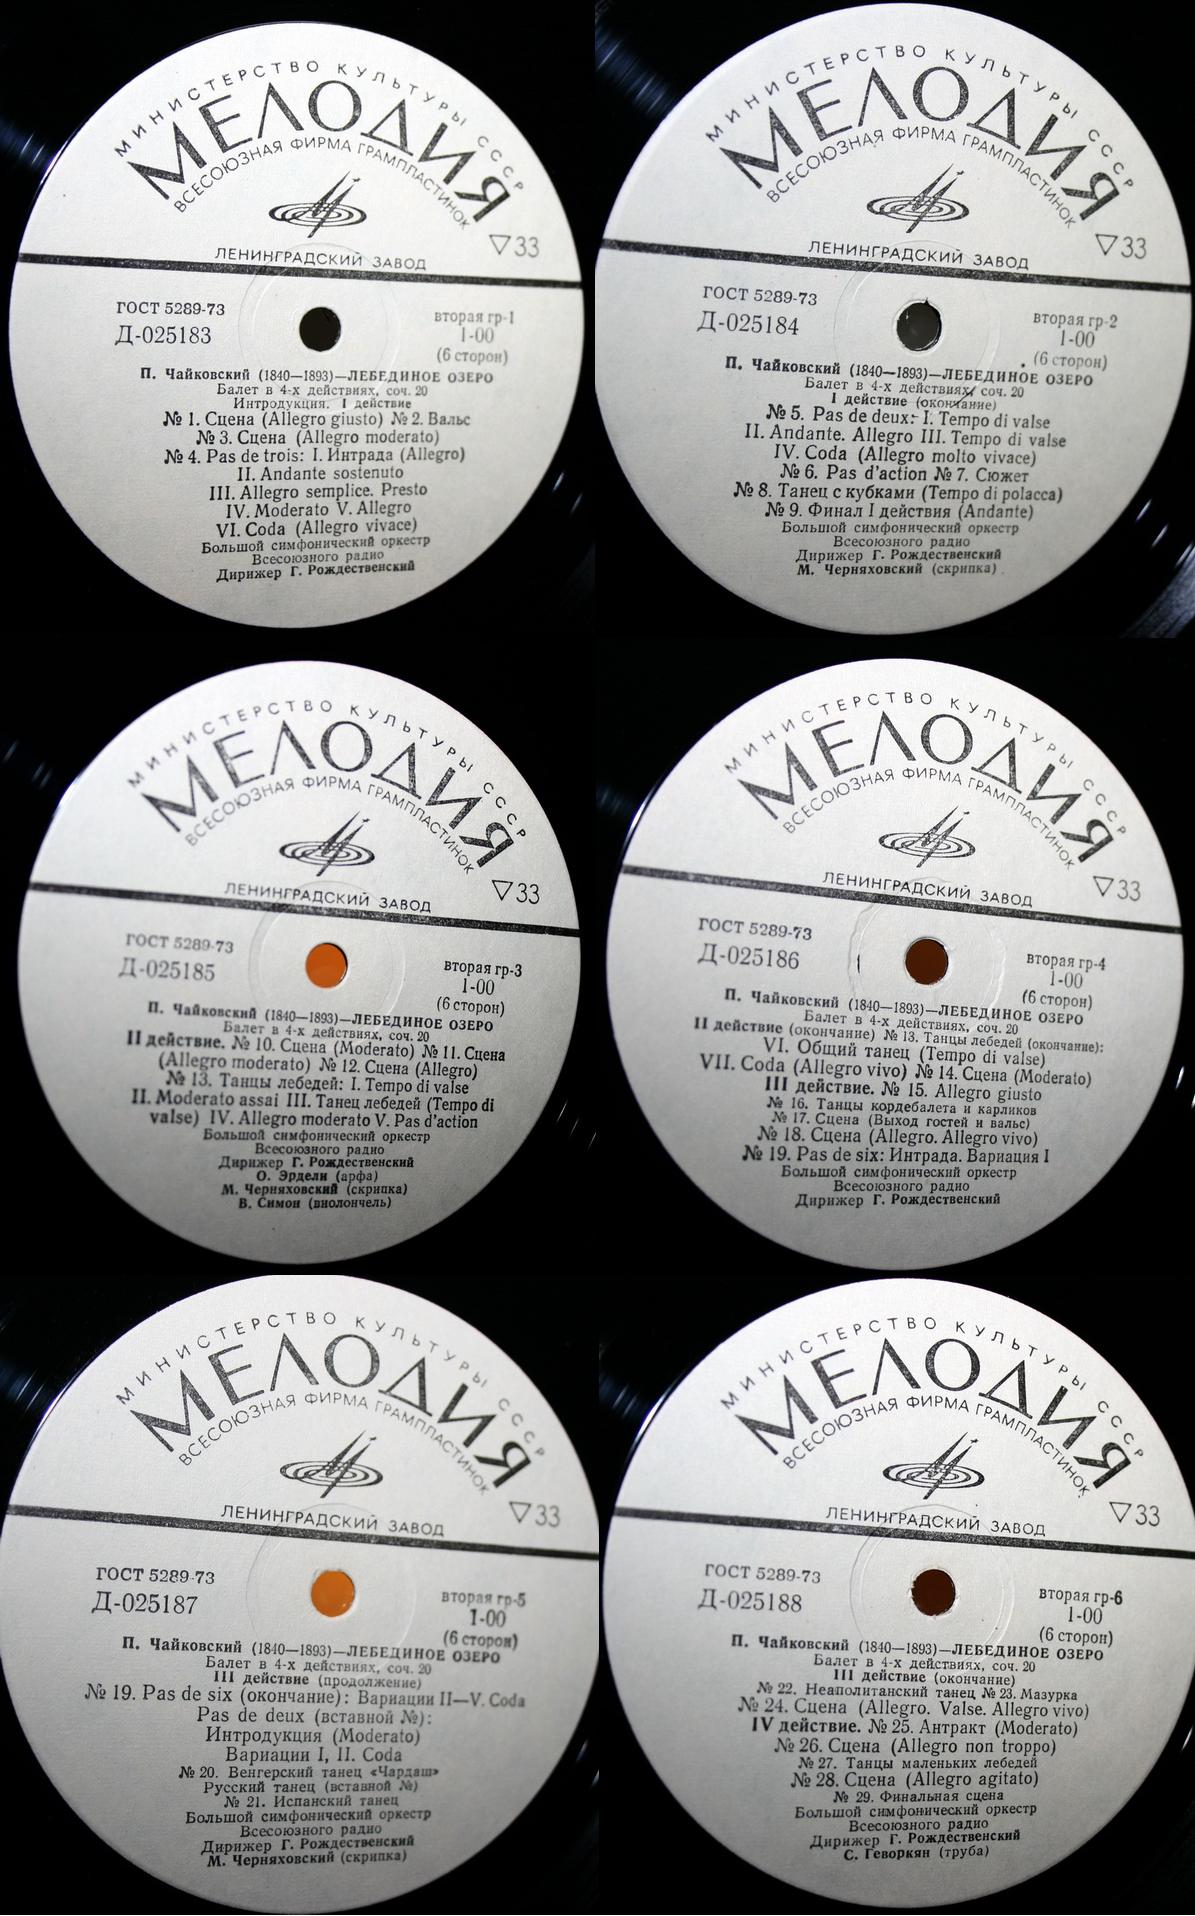 МИНИСТЕРСТВО КУЛЬТУРЫ СССР
МЕЛОДИЯ
ВСЕСОЮЗНАЯ ФИРМА ГРАМПЛАСТИНОК
▽33
ЛЕНИНГРАДСКИЙ ЗАВОД
ГОСТ 5289-73
Д-025183
вторая гр-1
1-00
(6 сторон)
П. Чайковский (1840—1893)—ЛЕБЕДИНОЕ ОЗЕРО
Балет в 4-х действиях, соч. 20
Интродукция. I действие
№ 1. Сцена (Allegro giusto) № 2. Вальс
№ 3. Сцена (Allegro moderato)
№ 4. Pas de trois: I. Интрада (Allegro)
II. Andante sostenuto
III. Allegro semplice. Presto
IV. Moderato V. Allegro
VI. Coda (Allegro vivace)
Большой симфонический оркестр
Всесоюзного радио
Дирижер Г. Рождественский
МИНИСТЕРСТВО КУЛЬТУРЫ СССР
МЕЛОДИЯ
ВСЕСОЮЗНАЯ ФИРМА ГРАМПЛАСТИНОК
▽33
ЛЕНИНГРАДСКИЙ ЗАВОД
ГОСТ 5289-73
Д-025184
вторая гр-2
1-00
(6 сторон)
П. Чайковский (1840—1893)—ЛЕБЕДИНОЕ ОЗЕРО
Балет в 4-х действиях, соч. 20
I действие (окончание)
№ 5. Pas de deux: I. Tempo di valse
II. Andante. Allegro III. Tempo di valse
IV. Coda (Allegro molto vivace)
№ 6. Pas d'action № 7. Сюжет
№ 8. Танец с кубками (Tempo di polacca)
№ 9. Финал I действия (Andante)
Большой симфонический оркестр
Всесоюзного радио
Дирижер Г. Рождественский
М. Черняховский (скрипка)
МИНИСТЕРСТВО КУЛЬТУРЫ СССР
МЕЛОДИЯ
ВСЕСОЮЗНАЯ ФИРМА ГРАМПЛАСТИНОК
▽33
ЛЕНИНГРАДСКИЙ ЗАВОД
ГОСТ 5289-73
Д-025185
вторая гр-3
1-00
(6 сторон)
П. Чайковский (1840—1893)—ЛЕБЕДИНОЕ ОЗЕРО
Балет в 4-х действиях, соч. 20
II действие. № 10. Сцена (Moderato) № 11. Сцена
(Allegro moderato) № 12. Сцена (Allegro)
№ 13. Танцы лебедей: I. Tempo di valse
II. Moderato assai III. Танец лебедей (Tempo di
valse) IV. Allegro moderato V. Pas d'action
Большой симфонический оркестр
Всесоюзного радио
Дирижер Г. Рождественский
О. Эрдели (арфа)
М. Черняховский (скрипка)
В. Симон (виолончель)
МИНИСТЕРСТВО КУЛЬТУРЫ СССР
МЕЛОДИЯ
ВСЕСОЮЗНАЯ ФИРМА ГРАМПЛАСТИНОК
▽33
ЛЕНИНГРАДСКИЙ ЗАВОД
ГОСТ 5289-73
Д-025186
вторая гр-4
1-00
(6 сторон)
П. Чайковский (1840—1893)—ЛЕБЕДИНОЕ ОЗЕРО
Балет в 4-х действиях, соч. 20
II действие (окончание) № 13. Танцы лебедей (окончание):
VI. Общий танец (Tempo di valse)
VII. Coda (Allegro vivo) № 14. Сцена (Moderato)
III действие. № 15. Allegro giusto
№ 16. Танцы кордебалета и карликов
№ 17. Сцена (Выход гостей и вальс)
№ 18. Сцена (Allegro. Allegro vivo)
№ 19. Pas de six: Интрада. Вариация I
Большой симфонический оркестр
Всесоюзного радио
Дирижер Г. Рождественский
МИНИСТЕРСТВО КУЛЬТУРЫ СССР
МЕЛОДИЯ
ВСЕСОЮЗНАЯ ФИРМА ГРАМПЛАСТИНОК
▽33
ЛЕНИНГРАДСКИЙ ЗАВОД
ГОСТ 5289-73
Д-025187
вторая гр-5
1-00
(6 сторон)
П. Чайковский (1840—1893)—ЛЕБЕДИНОЕ ОЗЕРО
Балет в 4-х действиях, соч. 20
III действие (продолжение)
№ 19. Pas de six (окончание): Вариации II—V. Coda
Pas de deux (вставной №):
Интродукция (Moderato)
Вариации I, II. Coda
№ 20. Венгерский танец «Чардаш»
Русский танец (вставной №)
№ 21. Испанский танец
Большой симфонический оркестр
Всесоюзного радио
Дирижер Г. Рождественский
М. Черняховский (скрипка)
МИНИСТЕРСТВО КУЛЬТУРЫ СССР
МЕЛОДИЯ
ВСЕСОЮЗНАЯ ФИРМА ГРАМПЛАСТИНОК
▽33
ЛЕНИНГРАДСКИЙ ЗАВОД
ГОСТ 5289-73
Д-025188
вторая гр-6
1-00
(6 сторон)
П. Чайковский (1840—1893)—ЛЕБЕДИНОЕ ОЗЕРО
Балет в 4-х действиях, соч. 20
III действие (окончание)
№ 22. Неаполитанский танец № 23. Мазурка
№ 24. Сцена (Allegro. Valse. Allegro vivo)
IV действие. № 25. Антракт (Moderato)
№ 26. Сцена (Allegro non troppo)
№ 27. Танцы маленьких лебедей
№ 28. Сцена (Allegro agitato)
№ 29. Финальная сцена
Большой симфонический оркестр
Всесоюзного радио
Дирижер Г. Рождественский
С. Геворкян (труба)